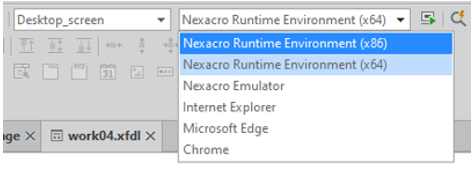 Desktop_screen
Nexacro Runtime Environment (x64)
Nexacro Runtime Environment (x86)
Nexacro Runtime Environment (x64)
Nexacro Emulator
Internet Explorer
Microsoft Edge
Chrome
31
ge ×
work04.xfdl ×